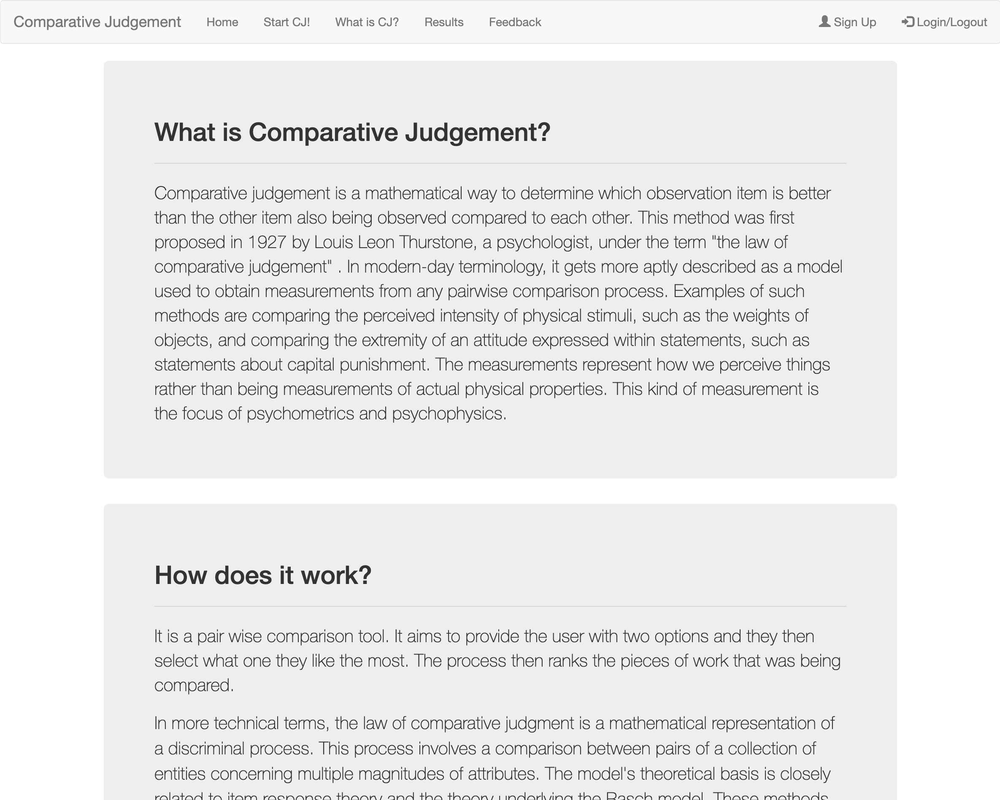 Comparative Judgement Home Start CJ! What is CJ? Results Feedback Sign Up Login/Logout
What is Comparative Judgement?
Comparative judgement is a mathematical way to determine which observation item is better
than the other item also being observed compared to each other. This method was first
proposed in 1927 by Louis Leon Thurstone, a psychologist, under the term "the law of
comparative judgement" . In modern-day terminology, it gets more aptly described as a model
used to obtain measurements from any pairwise comparison process. Examples of such
methods are comparing the perceived intensity of physical stimuli, such as the weights of
objects, and comparing the extremity of an attitude expressed within statements, such as
statements about capital punishment. The measurements represent how we perceive things
rather than being measurements of actual physical properties. This kind of measurement is
the focus of psychometrics and psychophysics.
How does it work?
It is a pair wise comparison tool. It aims to provide the user with two options and they then
select what one they like the most. The process then ranks the pieces of work that was being
compared.
In more technical terms, the law of comparative judgment is a mathematical representation of
a discriminal process. This process involves a comparison between pairs of a collection of
entities concerning multiple magnitudes of attributes. The model's theoretical basis is closely
related to item response theory and the theory underlying the Rasch model. These methods